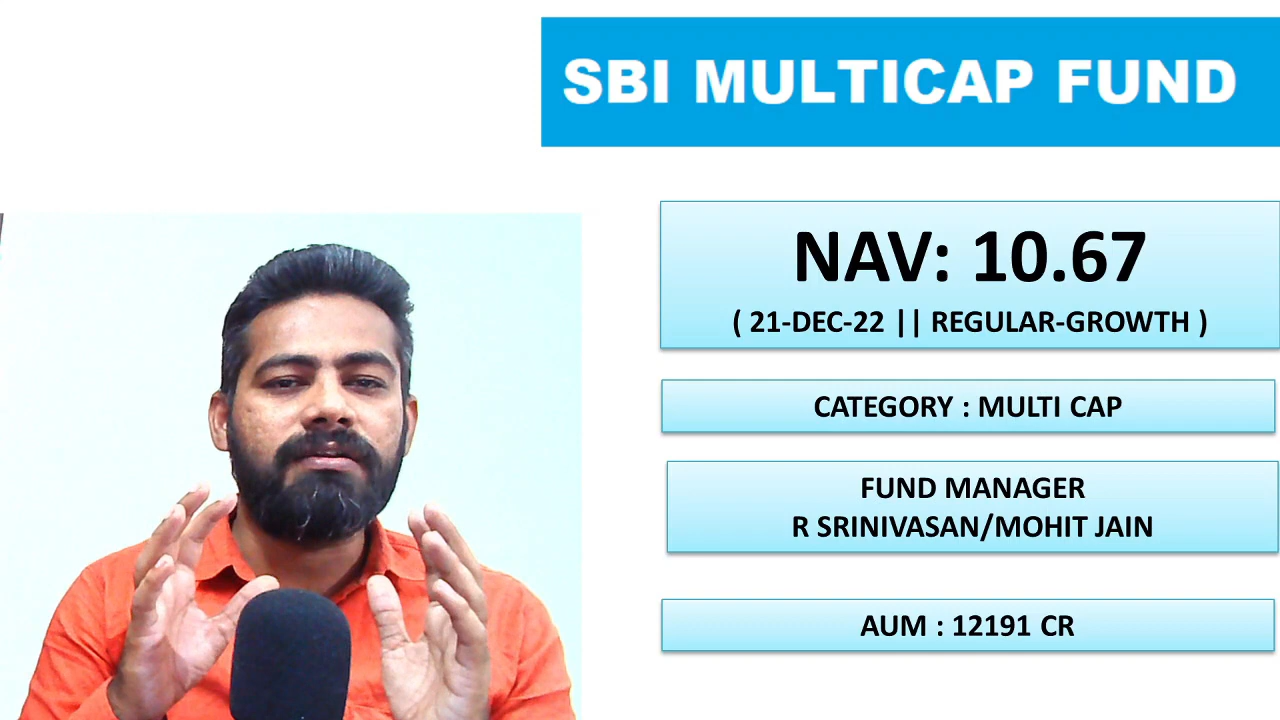 SBI MULTICAP FUND
NAV: 10.67
( 21-DEC-22 || REGULAR-GROWTH )
CATEGORY : MULTI CAP
FUND MANAGER
R SRINIVASAN/MOHIT JAIN
AUM : 12191 CR